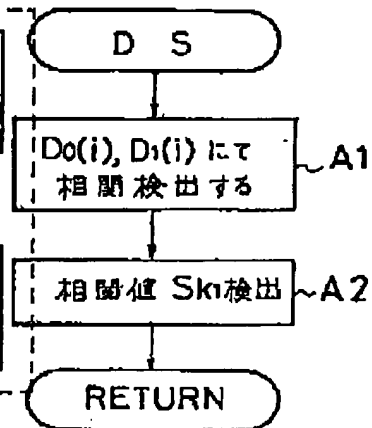 D S
D0(i), D1(i) にて
相関検出する
A1
相関値 Sk1検出
A2
RETURN